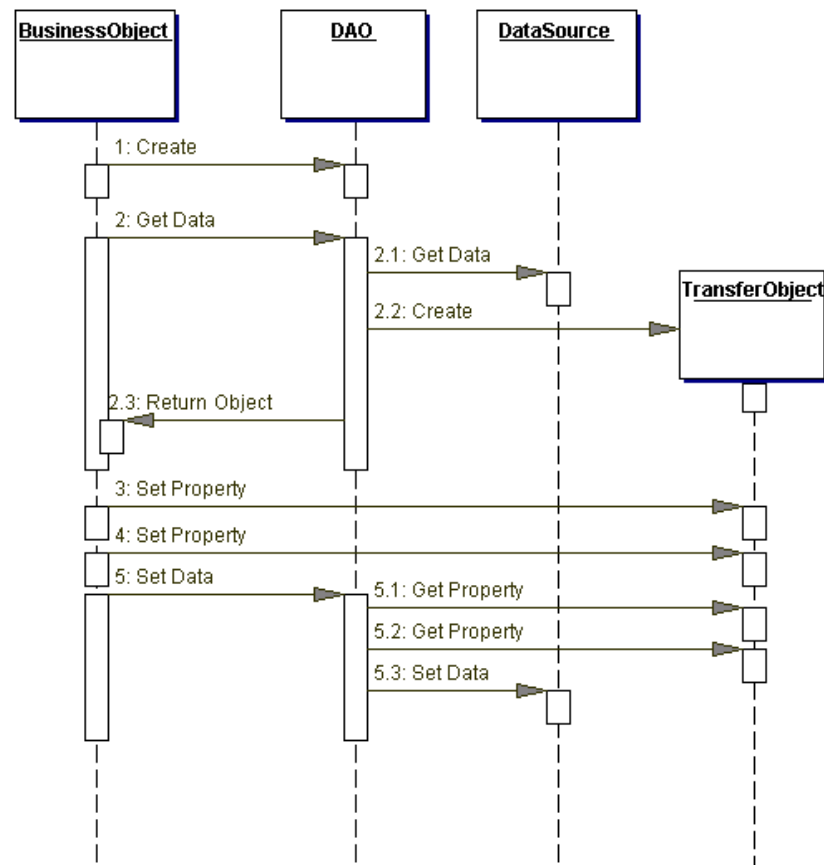 BusinessObject
DAO
DataSource
1: Create
2: Get Data
2.1: Get Data
TransferObject
2.2: Create
2.3: Return Object
3: Set Property
4: Set Property
5: Set Data
5.1: Get Property
5.2: Get Property
5.3: Set Data